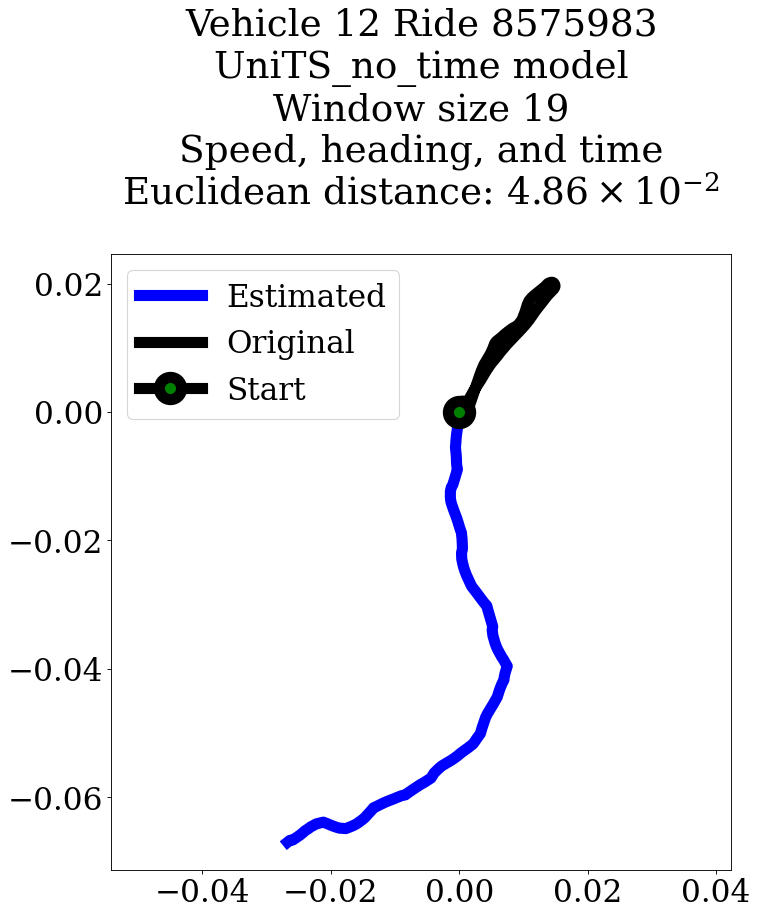 Vehicle 12 Ride 8575983
UniTS_no_time model
Window size 19
Speed, heading, and time
Euclidean distance: 4.86 × 10⁻²
Estimated
Original
Start
0.02
0.00
−0.02
−0.04
−0.06
−0.04 −0.02 0.00 0.02 0.04